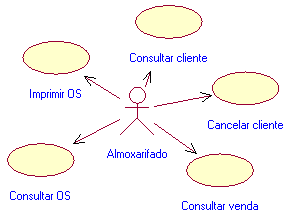 Consultar cliente
Imprimir OS
Cancelar cliente
Almoxarifado
Consultar OS
Consultar venda